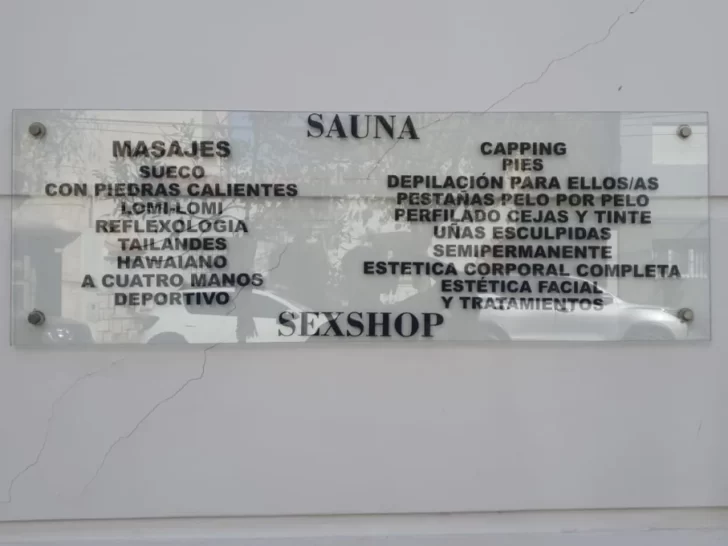 SAUNA
MASAJES
SUECO
CON PIEDRAS CALIENTES
LOMI-LOMI
REFLEXOLOGIA
TAILANDES
HAWAIANO
A CUATRO MANOS
DEPORTIVO
CAPPING
PIES
DEPILACIÓN PARA ELLOS/AS
PESTAÑAS PELO POR PELO
PERFILADO CEJAS Y TINTE
UÑAS ESCULPIDAS
SEMIPERMANENTE
ESTETICA CORPORAL COMPLETA
ESTÉTICA FACIAL
Y TRATAMIENTOS
SEXSHOP